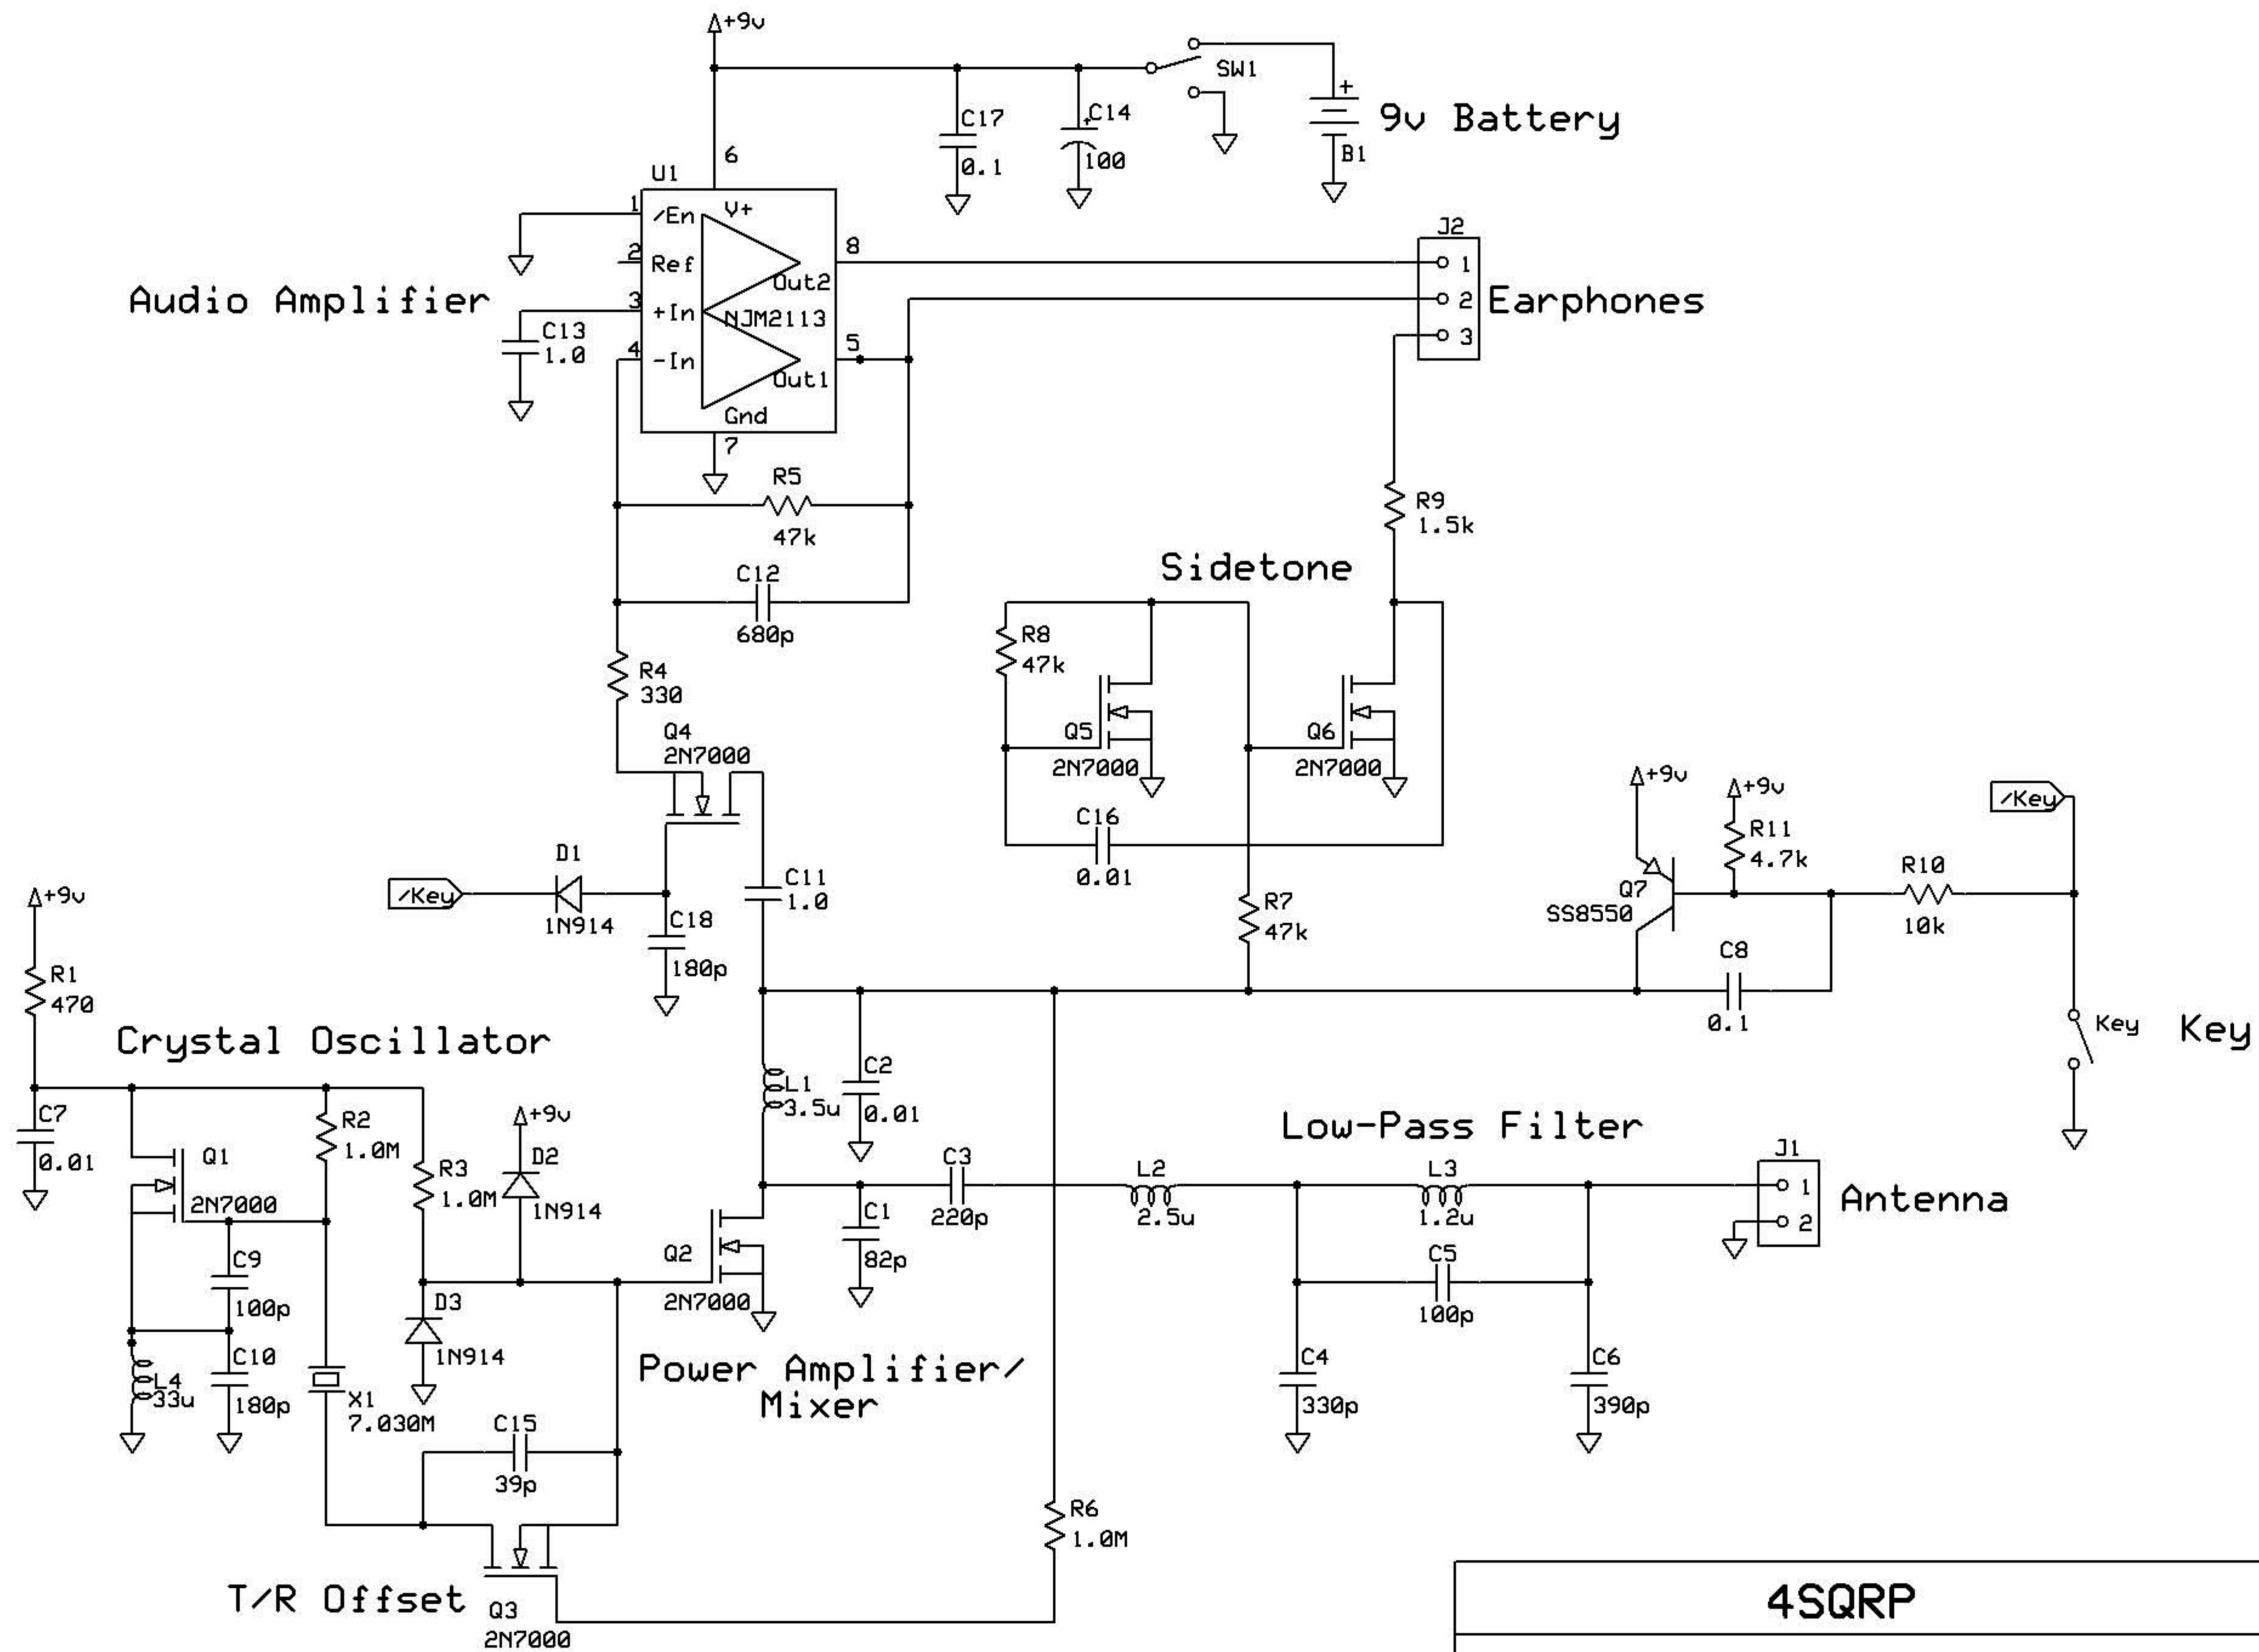 +9v
SW1
C17
0.1
+
C14
100
+
9v Battery
B1
6
U1
1
/En
V+
2
Ref
8
Out2
Audio Amplifier
3
+In
NJM2113
C13
1.0
4
-In
5
Out1
Gnd
7
J2
1
2
3
Earphones
R5
47k
R9
1.5k
C12
680p
Sidetone
R4
330
R8
47k
Q5
2N7000
Q6
2N7000
Q4
2N7000
C16
0.01
+9v
+9v
R11
4.7k
/Key
R10
10k
Q7
SS8550
D1
/Key
1N914
C11
1.0
C18
180p
R7
47k
C8
0.1
+9v
R1
470
Key
Key
Crystal Oscillator
C7
0.01
Q1
2N7000
R2
1.0M
R3
1.0M
+9v
D2
1N914
L1
3.5u
C2
0.01
Low-Pass Filter
C3
220p
L2
2.5u
L3
1.2u
J1
1
2
Antenna
Q2
2N7000
C1
82p
C9
100p
D3
1N914
C5
100p
C10
180p
L4
33u
X1
7.030M
Power Amplifier/
Mixer
C4
330p
C6
390p
C15
39p
R6
1.0M
T/R Offset
Q3
2N7000
4SQRP